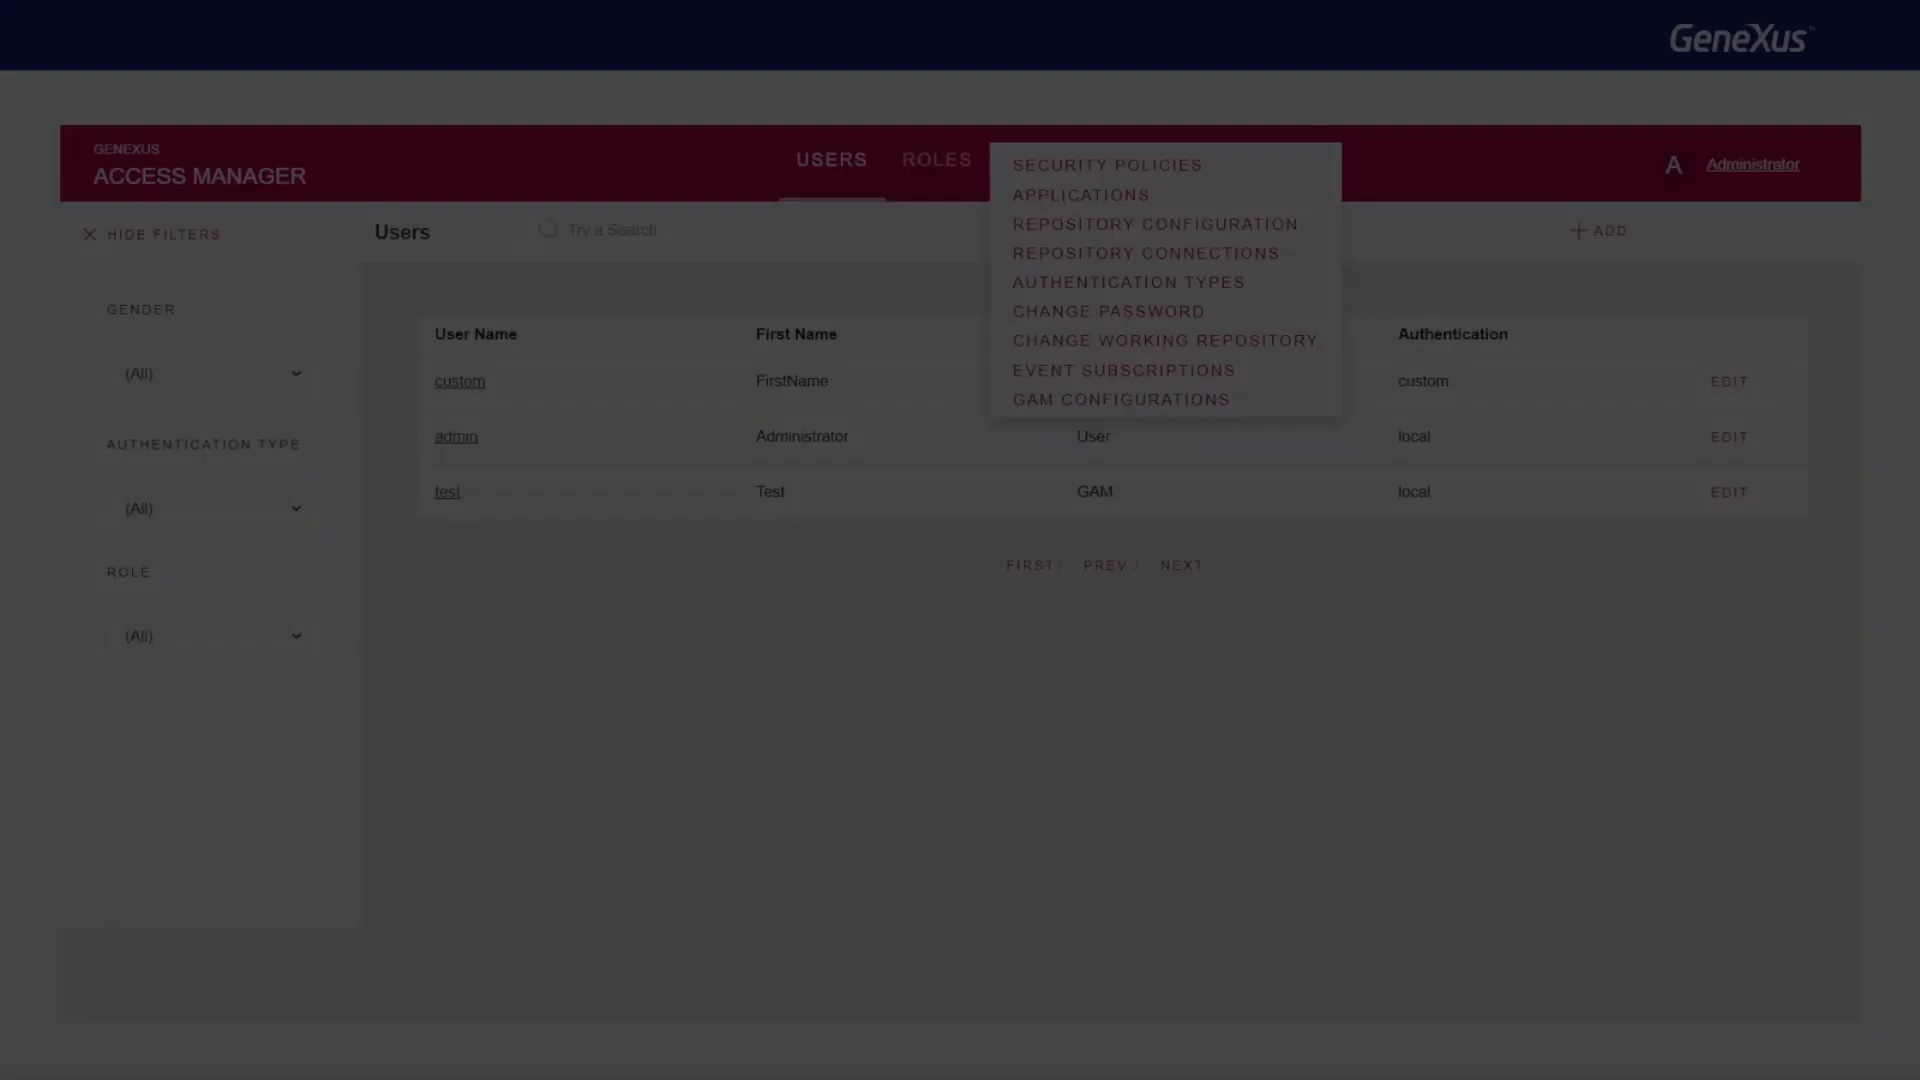 GeneXus
GENEXUS
ACCESS MANAGER
USERS ROLES
Administrator
A
SECURITY POLICIES
APPLICATIONS
REPOSITORY CONFIGURATION
REPOSITORY CONNECTIONS
AUTHENTICATION TYPES
CHANGE PASSWORD
CHANGE WORKING REPOSITORY
EVENT SUBSCRIPTIONS
GAM CONFIGURATIONS
HIDE FILTERS
Users
Try a Search
ADD
GENDER
(All)
AUTHENTICATION TYPE
(All)
ROLE
(All)
User Name First Name Authentication
custom FirstName custom EDIT
admin Administrator User local EDIT
test Test GAM local EDIT
FIRST/ PREV / NEXT